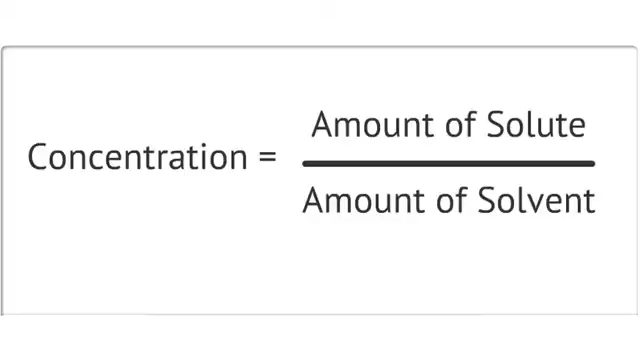 Concentration =
Amount of Solute
Amount of Solvent